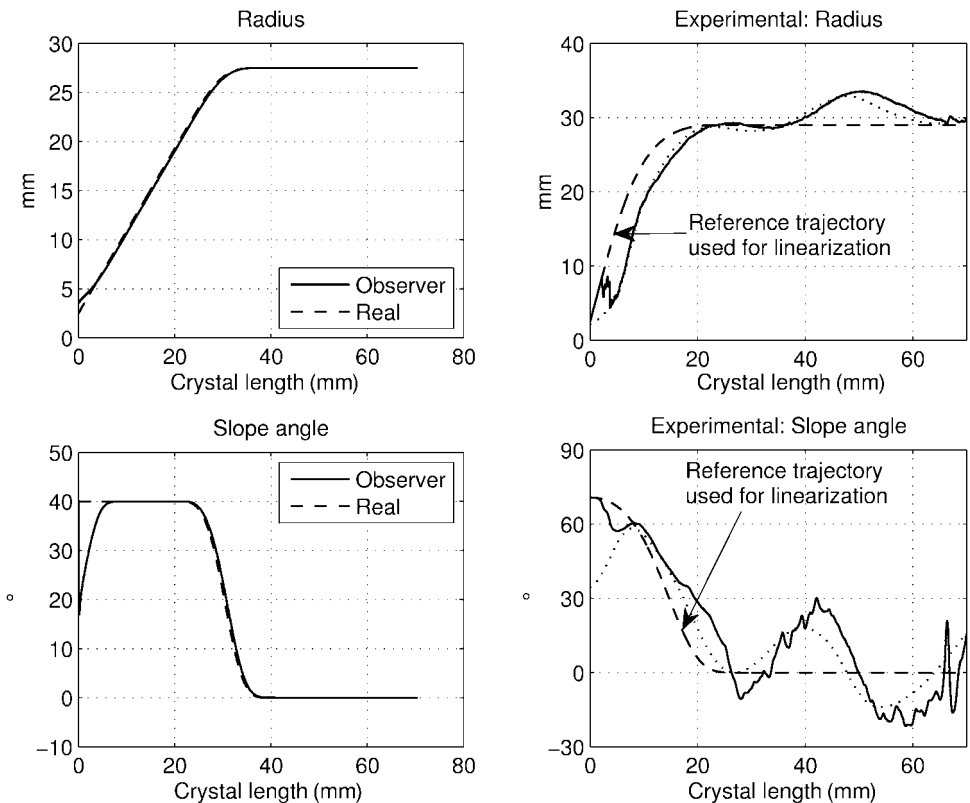 Radius
30
25
20
15
10
5
0
mm
0 20 40 60 80
Crystal length (mm)
Observer
Real
Experimental: Radius
40
30
20
10
0
mm
0 20 40 60
Crystal length (mm)
Reference trajectory
used for linearization
Slope angle
50
40
30
20
10
0
−10
°
0 20 40 60 80
Crystal length (mm)
Observer
Real
Experimental: Slope angle
90
60
30
0
−30
°
0 20 40 60
Crystal length (mm)
Reference trajectory
used for linearization